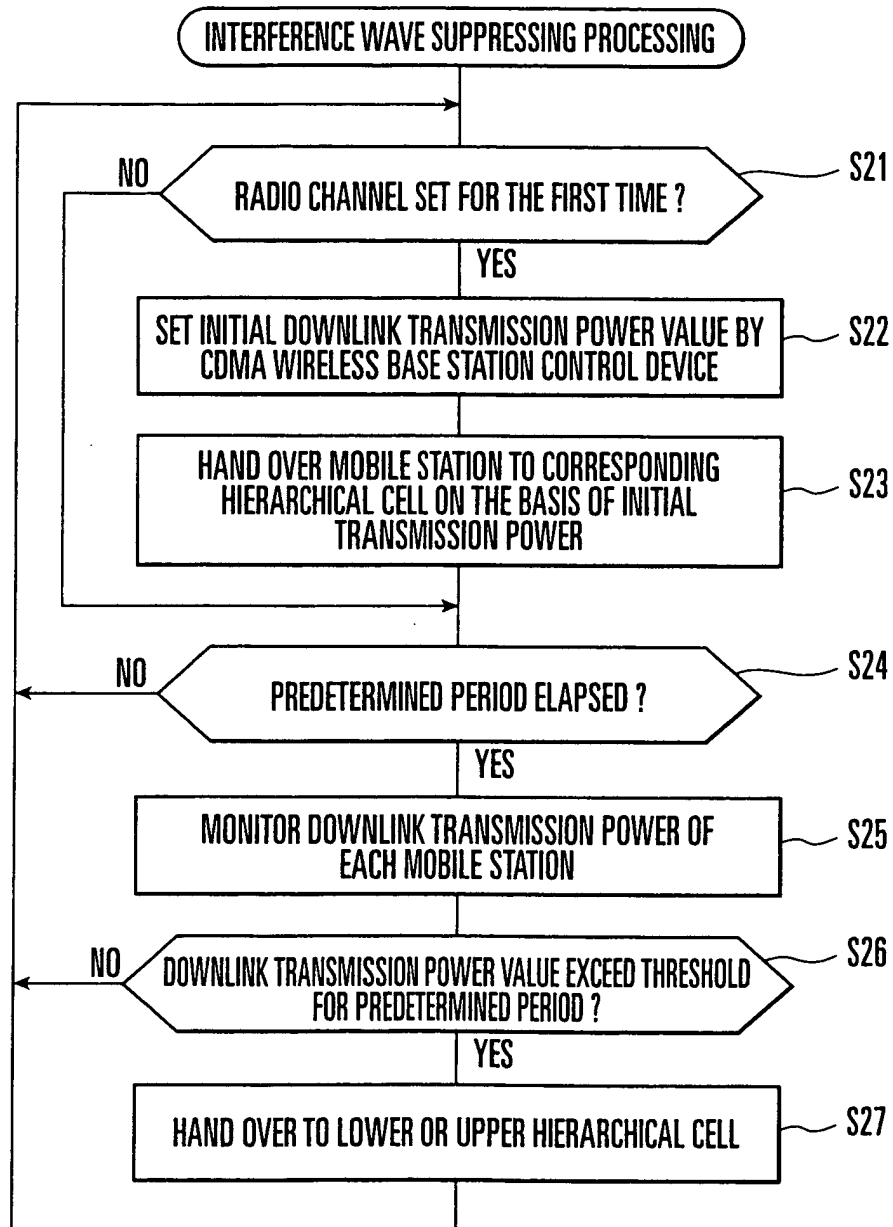 INTERFERENCE WAVE SUPPRESSING PROCESSING
NO
S21
RADIO CHANNEL SET FOR THE FIRST TIME ?
YES
SET INITIAL DOWNLINK TRANSMISSION POWER VALUE BY
CDMA WIRELESS BASE STATION CONTROL DEVICE
S22
HAND OVER MOBILE STATION TO CORRESPONDING
HIERARCHICAL CELL ON THE BASIS OF INITIAL
TRANSMISSION POWER
S23
NO
S24
PREDETERMINED PERIOD ELAPSED ?
YES
MONITOR DOWNLINK TRANSMISSION POWER OF
EACH MOBILE STATION
S25
NO
S26
DOWNLINK TRANSMISSION POWER VALUE EXCEED THRESHOLD
FOR PREDETERMINED PERIOD ?
YES
HAND OVER TO LOWER OR UPPER HIERARCHICAL CELL
S27